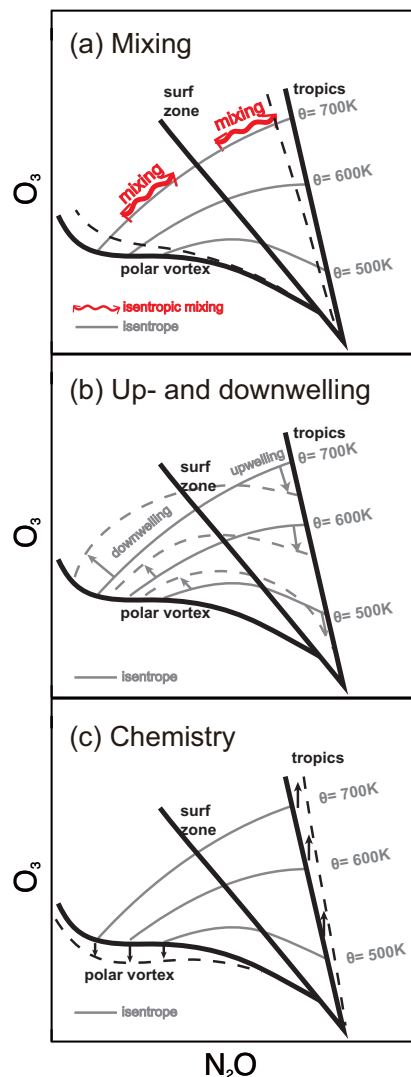 (a) Mixing
surf
zone
tropics
mixing
mixing
θ= 700K
θ= 600K
θ= 500K
O₃
polar vortex
isentropic mixing
isentrope
(b) Up- and downwelling
tropics
surf
zone
upwelling
downwelling
θ= 700K
θ= 600K
θ= 500K
O₃
polar vortex
isentrope
(c) Chemistry
tropics
surf
zone
θ= 700K
θ= 600K
θ= 500K
O₃
polar vortex
isentrope
N₂O